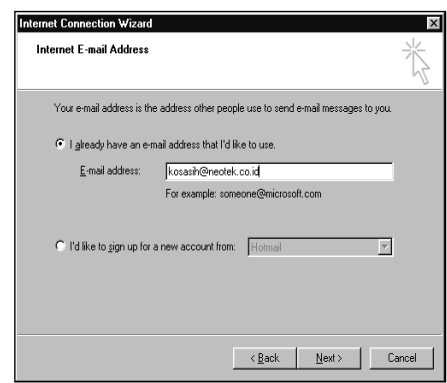 Internet Connection Wizard
Internet E-mail Address
Your e-mail address is the address other people use to send e-mail messages to you.
I already have an e-mail address that I'd like to use.
E-mail address: kosasih@neotek.co.id
For example: someone@microsoft.com
I'd like to sign up for a new account from: Hotmail
< Back Next > Cancel